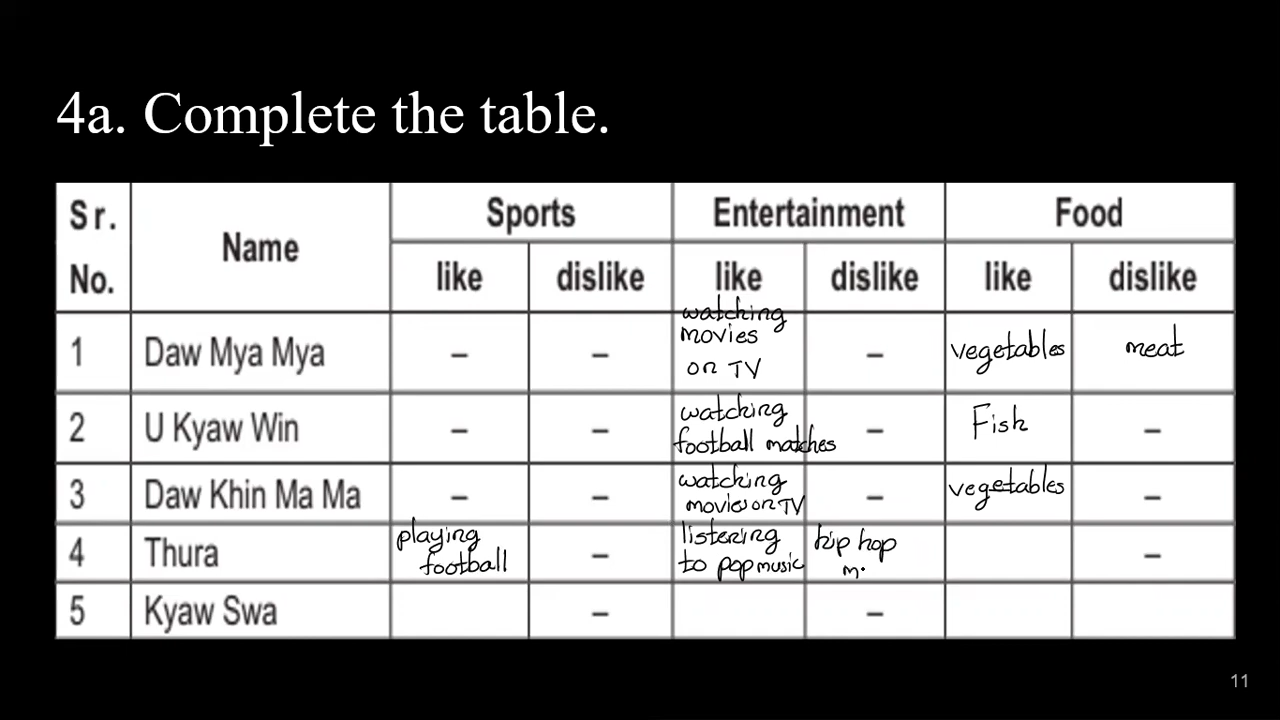 4a. Complete the table.
Sr. No. Name Sports Entertainment Food
like dislike like dislike like dislike
1 Daw Mya Mya – – watching movies on TV – vegetables meat
2 U Kyaw Win – – watching football matches – Fish –
3 Daw Khin Ma Ma – – watching movies on TV – vegetables –
4 Thura playing football – listening to pop music hip hop –
5 Kyaw Swa – –
11